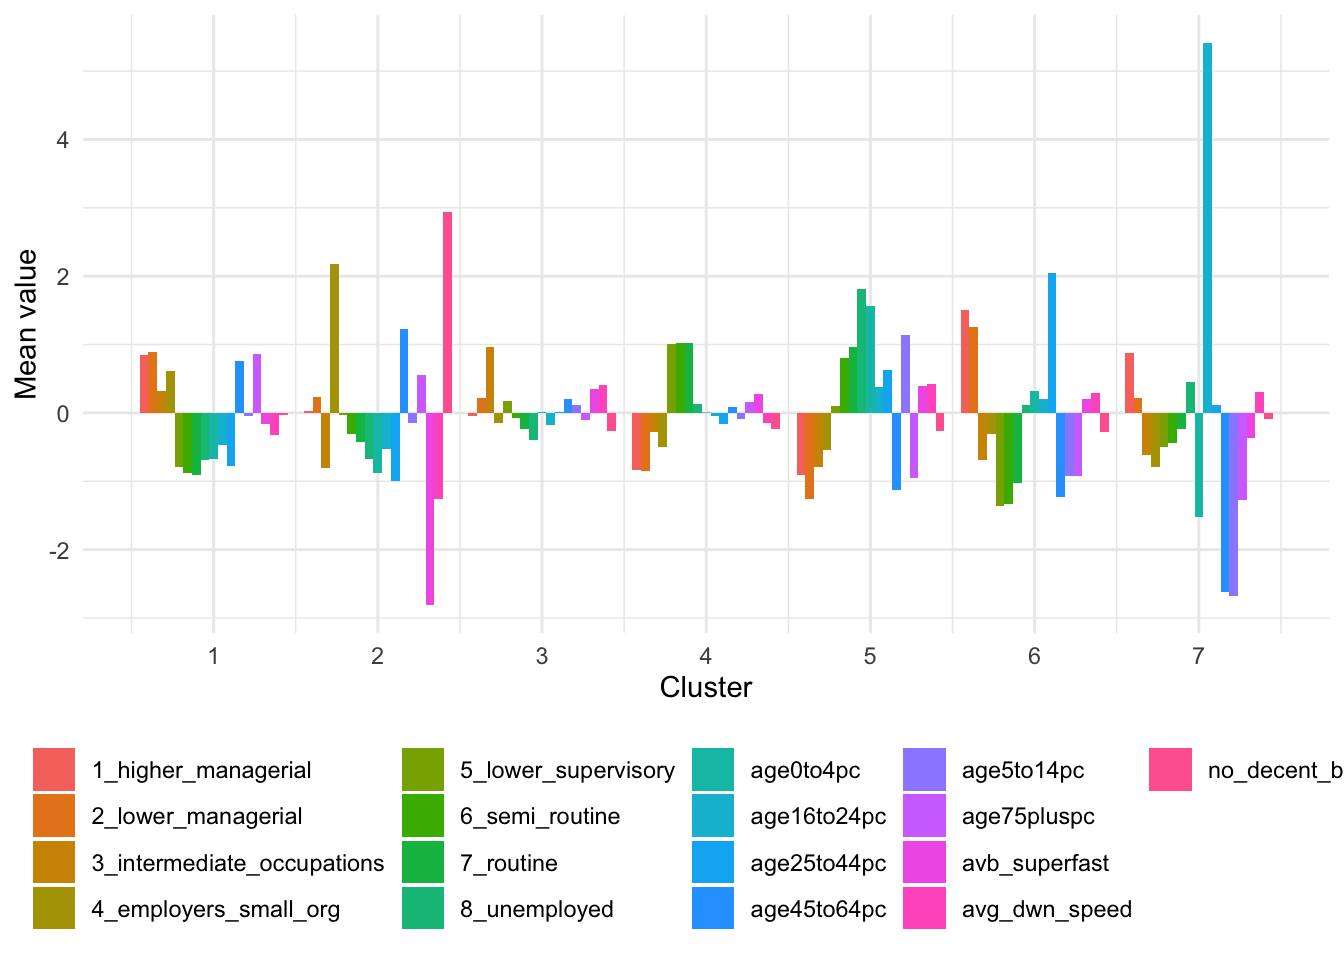 4
2
0
-2
Mean value
1 2 3 4 5 6 7
Cluster
1_higher_managerial 5_lower_supervisory age0to4pc age5to14pc no_decent_b
2_lower_managerial 6_semi_routine age16to24pc age75pluspc
3_intermediate_occupations 7_routine age25to44pc avb_superfast
4_employers_small_org 8_unemployed age45to64pc avg_dwn_speed